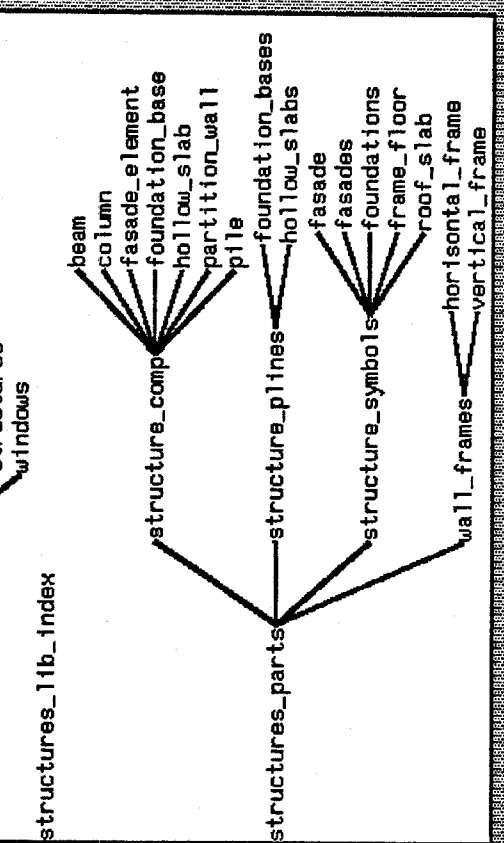 windows
structures_lib_index
beam
column
fasade_element
structure_comp
foundation_base
hollow_slab
partition_wall
pile
foundation_bases
structures_parts
structure_plines
hollow_slabs
fasade
fasades
structure_symbols
foundations
frame_floor
roof_slab
horisontal_frame
wall_frames
vertical_frame